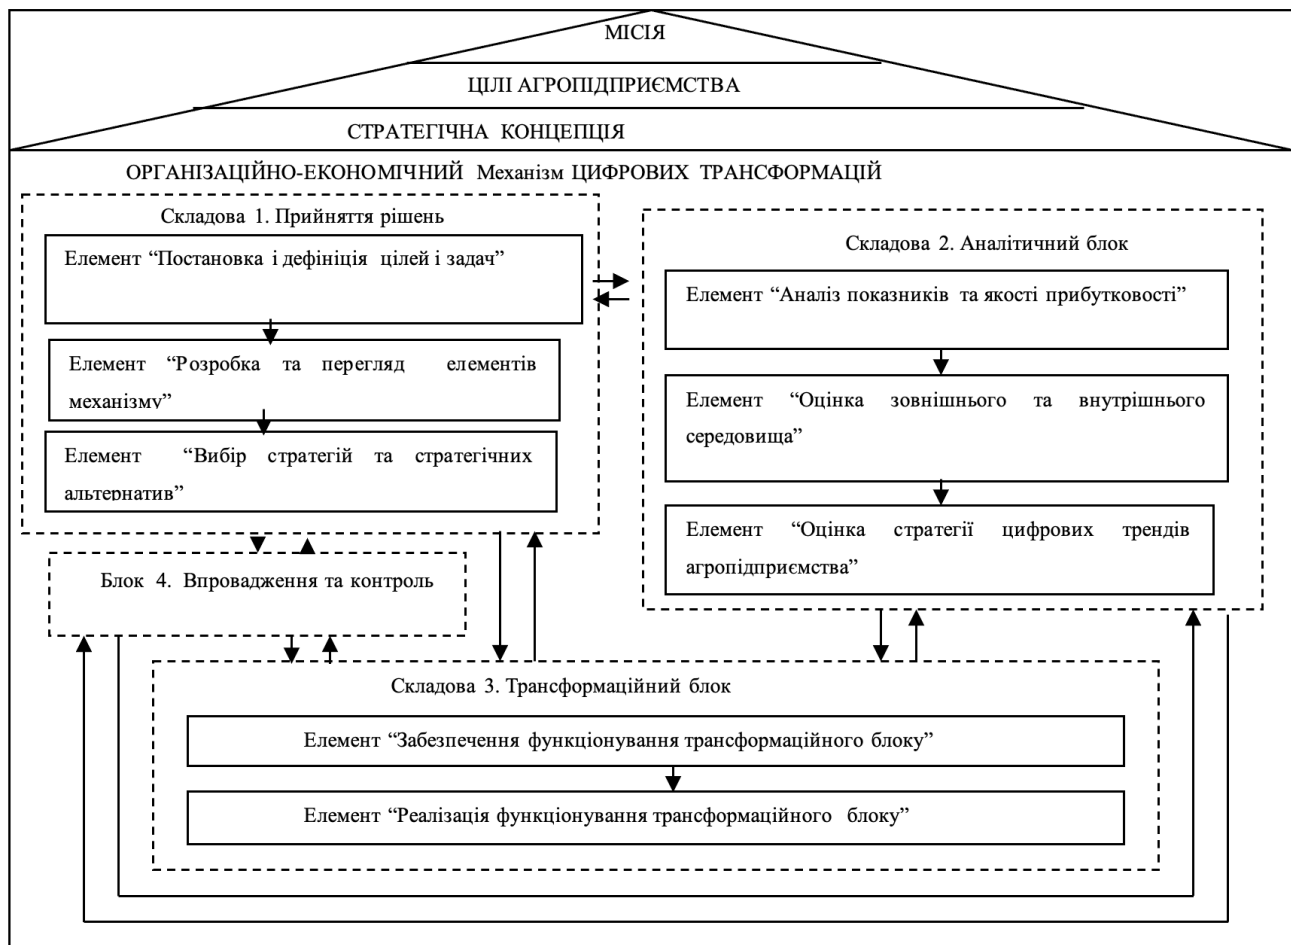 МІСІЯ
ЦІЛІ АГРОПІДПРИЄМСТВА
СТРАТЕГІЧНА КОНЦЕПЦІЯ
ОРГАНІЗАЦІЙНО-ЕКОНОМІЧНИЙ Механізм ЦИФРОВИХ ТРАНСФОРМАЦІЙ
Складова 1. Прийняття рішень
Елемент “Постановка і дефініція цілей і задач”
Елемент “Розробка та перегляд елементів
механізму”
Елемент “Вибір стратегій та стратегічних
альтернатив”
Складова 2. Аналітичний блок
Елемент “Аналіз показників та якості прибутковості”
Елемент “Оцінка зовнішнього та внутрішнього
середовища”
Елемент “Оцінка стратегії цифрових трендів
агропідприємства”
Блок 4. Впровадження та контроль
Складова 3. Трансформаційний блок
Елемент “Забезпечення функціонування трансформаційного блоку”
Елемент “Реалізація функціонування трансформаційного блоку”